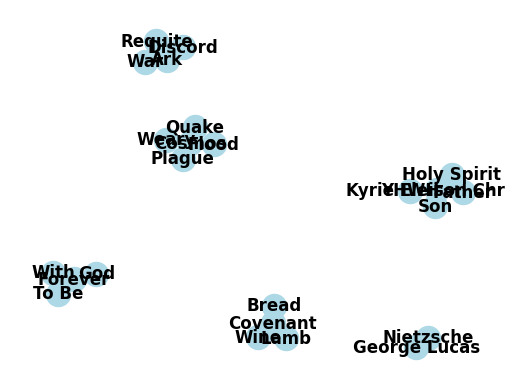 Requite
Discord
War
Ark
Quake
Weary
Cosmos
Flood
Plague
Holy Spirit
Kyrie Eleison
YHWH
Father
Son
With
God
Forever
To Be
Bread
Covenant
Wine
Lamb
Nietzsche
George Lucas